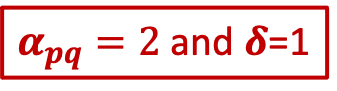 α_pq = 2 and δ=1